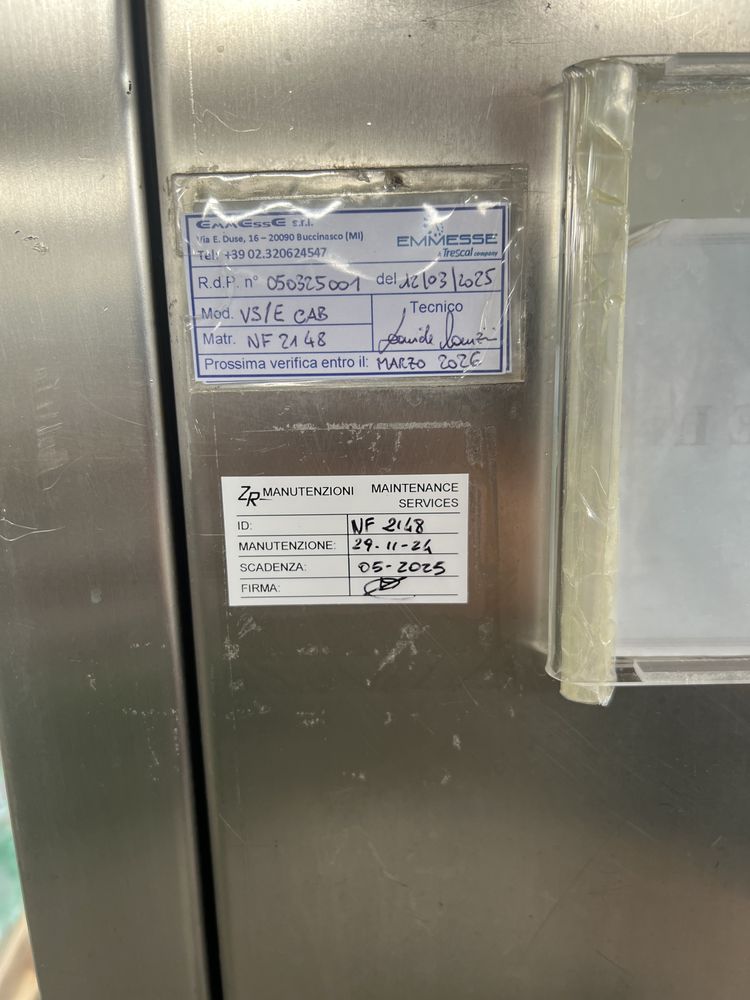 EMMESSE s.r.l.
Via E. Duse, 16 – 20090 Buccinasco (MI)
Tel. +39 02.320624547
EMMESSE
a Trescal company
R.d.P. n° 050325001 del 12/03/2025
Mod. VS/E CAB
Tecnico
Matr. NF 2148
Davide
Prossima verifica entro il: MARZO 2026
ZR MANUTENZIONI MAINTENANCE
SERVICES
ID: NF 2148
MANUTENZIONE: 29-11-24
SCADENZA: 05-2025
FIRMA: